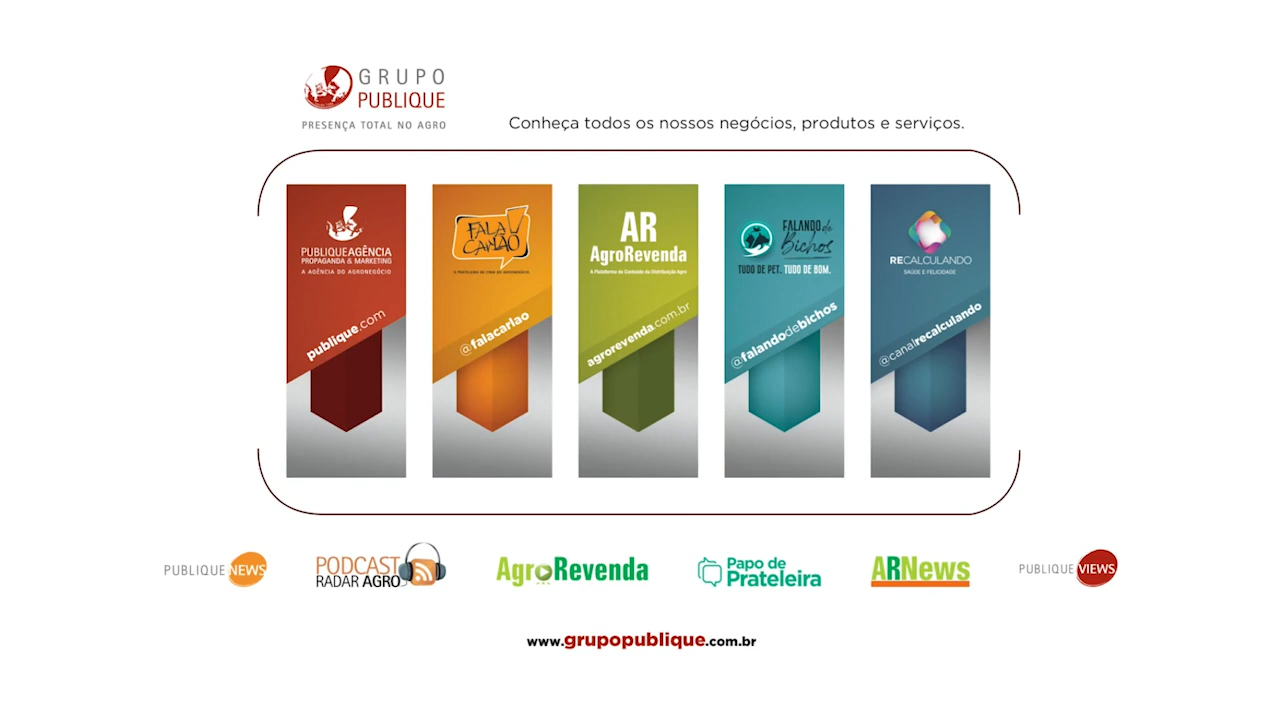 GRUPO
PUBLIQUE
PRESENÇA TOTAL NO AGRO
Conheça todos os nossos negócios, produtos e serviços.
PUBLIQUEAGÊNCIA
PROPAGANDA & MARKETING
A AGÊNCIA DO AGRONEGÓCIO
publique.com
FALA
CARLÃO
@falacarlao
AR
AgroRevenda
A Plataforma de Conteúdo da Distribuição Agro
agrorevenda.com.br
FALANDO de
Bichos
TUDO DE PET. TUDO DE BOM.
@falandodebichos
RECALCULANDO
SAÚDE E FELICIDADE
@canalrecalculando
PUBLIQUE NEWS
PODCAST
RADAR AGRO
AgroRevenda
Papo de
Prateleira
ARNews
PUBLIQUE VIEWS
www.grupopublique.com.br